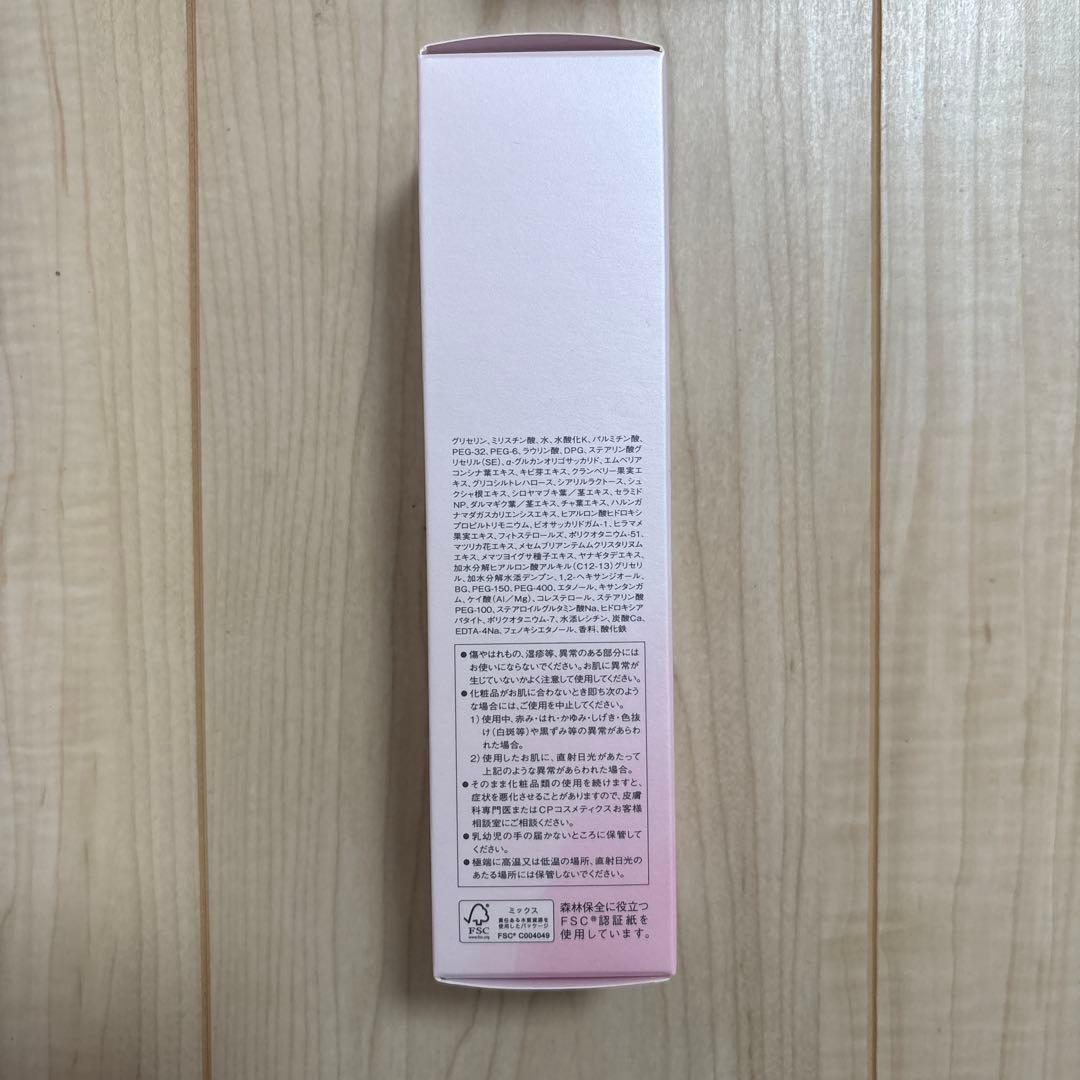 グリセリン、ミリスチン酸、水、水酸化K、パルミチン酸、
PEG-32、PEG-6、ラウリン酸、DPG、ステアリン酸グ
リセリル(SE)、α-グルカンオリゴサッカリド、エムベリア
コンシナ葉エキス、キビ芽エキス、クランベリー果実エ
キス、グリコシルトレハロース、シアリルラクトース、シュ
クシャ根エキス、シロヤマブキ葉／茎エキス、セラミド
NP、ダルマギク葉／茎エキス、チャ葉エキス、ハルンガ
ナマダガスカリエンシスエキス、ヒアルロン酸ヒドロキシ
プロピルトリモニウム、ビオサッカリドガム-1、ヒラマメ
果実エキス、フィトステロールズ、ポリクオタニウム-51、
マツリカ花エキス、メセムブリアンテムムクリスタリヌム
エキス、メマツヨイグサ種子エキス、ヤナギタデエキス、
加水分解ヒアルロン酸アルキル(C12-13)グリセリ
ル、加水分解水添デンプン、1,2-ヘキサンジオール、
BG、PEG-150、PEG-400、エタノール、キサンタンガ
ム、ケイ酸(Al／Mg)、コレステロール、ステアリン酸
PEG-100、ステアロイルグルタミン酸Na、ヒドロキシア
パタイト、ポリクオタニウム-7、水添レシチン、炭酸Ca、
EDTA-4Na、フェノキシエタノール、香料、酸化鉄
●傷やはれもの、湿疹等、異常のある部分には
お使いにならないでください。お肌に異常が
生じていないかよく注意して使用してください。
●化粧品がお肌に合わないとき即ち次のよう
な場合には、ご使用を中止してください。
1)使用中、赤み・はれ・かゆみ・しげき・色抜
け(白斑等)や黒ずみ等の異常があらわ
れた場合。
2)使用したお肌に、直射日光があたって
上記のような異常があらわれた場合。
●そのまま化粧品類の使用を続けますと、
症状を悪化させることがありますので、皮膚
科専門医またはCPコスメティクスお客様
相談室にご相談ください。
●乳幼児の手の届かないところに保管して
ください。
●極端に高温又は低温の場所、直射日光の
あたる場所には保管しないでください。
FSC
www.fsc.org
ミックス
責任ある木質資源を
使用したパッケージ
FSC® C004049
森林保全に役立つ
FSC®認証紙を
使用しています。